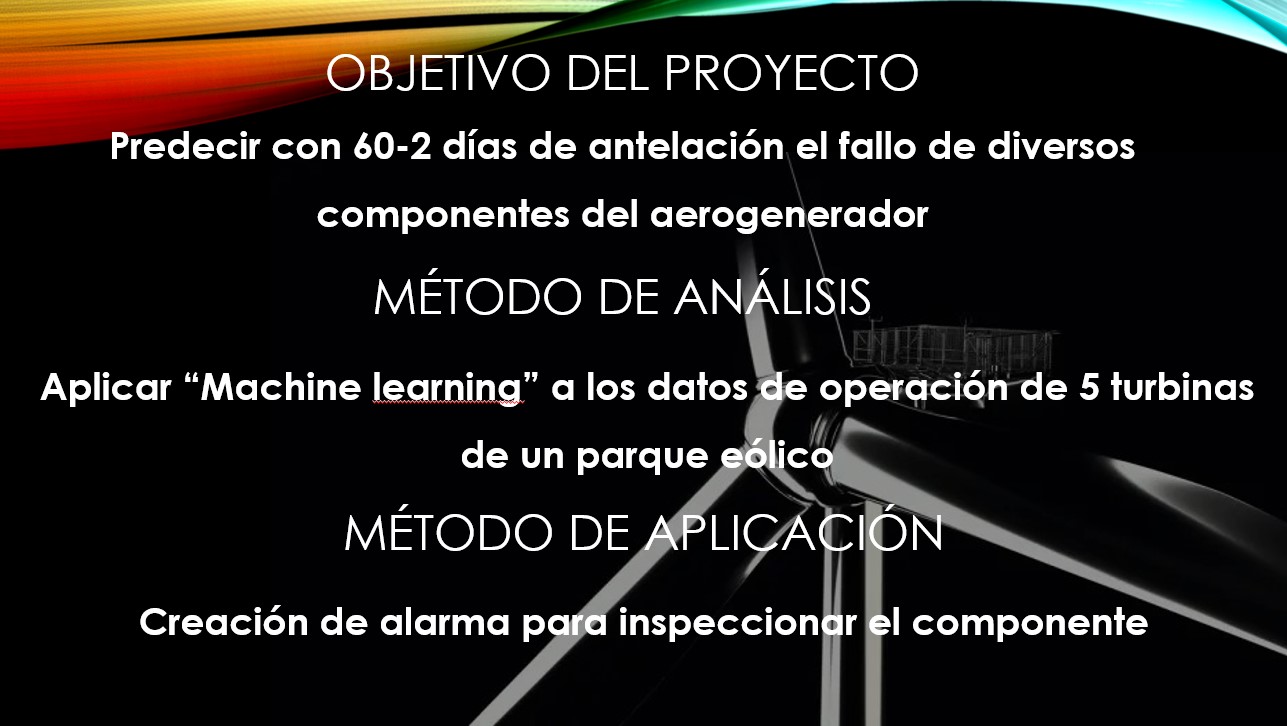 OBJETIVO DEL PROYECTO
Predecir con 60-2 días de antelación el fallo de diversos
componentes del aerogenerador
MÉTODO DE ANÁLISIS
Aplicar “Machine learning” a los datos de operación de 5 turbinas
de un parque eólico
MÉTODO DE APLICACIÓN
Creación de alarma para inspeccionar el componente